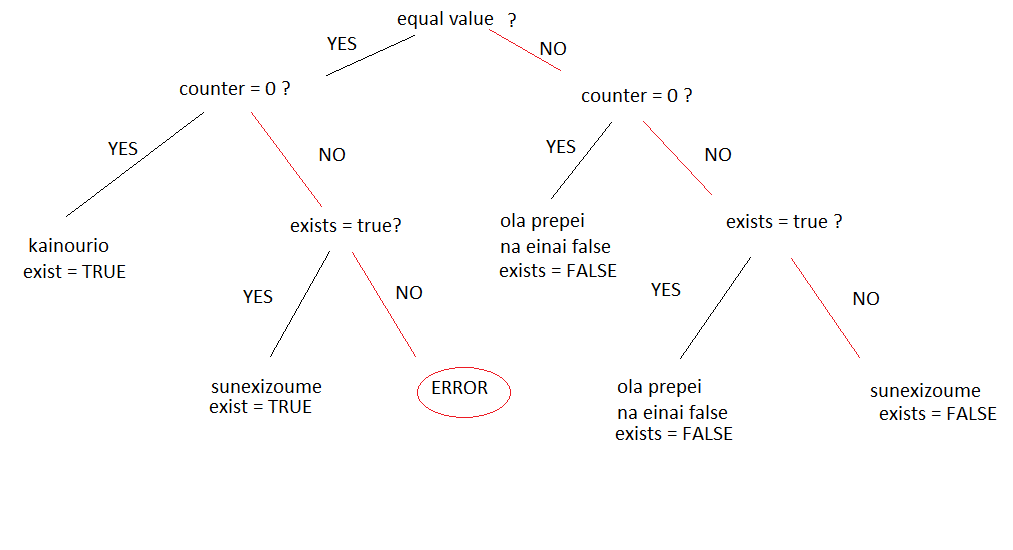 equal value ?
YES
NO
counter = 0 ?
counter = 0 ?
YES
NO
YES
NO
kainourio
exist = TRUE
exists = true?
ola prepei
na einai false
exists = FALSE
exists = true ?
YES
NO
YES
NO
sunexizoume
exist = TRUE
ERROR
ola prepei
na einai false
exists = FALSE
sunexizoume
exists = FALSE